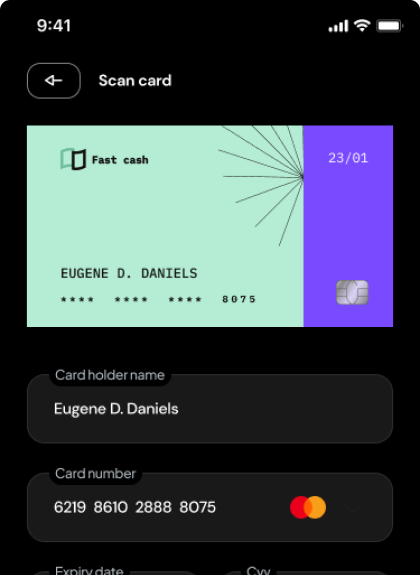 9:41
Scan card
Fast cash
23/01
EUGENE D. DANIELS
**** **** **** 8075
Card holder name
Eugene D. Daniels
Card number
6219 8610 2888 8075
Expiry date
Cvv